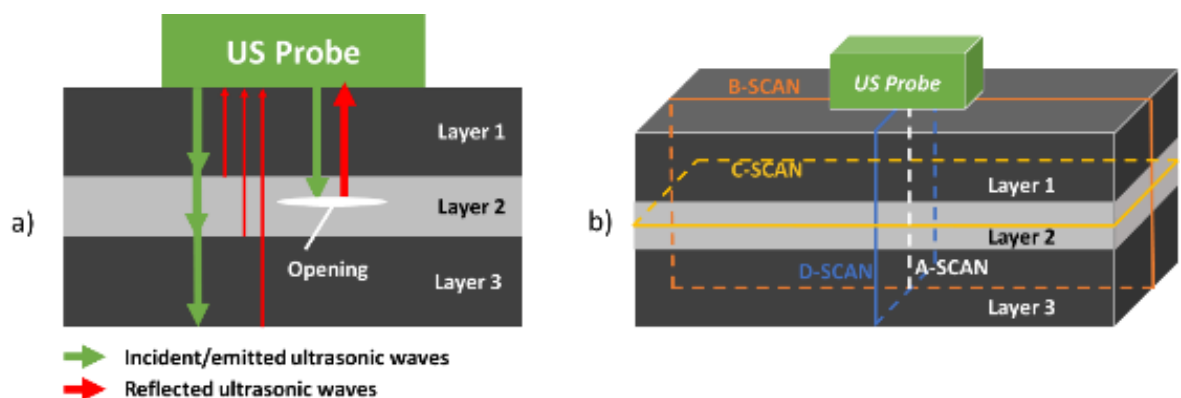 a)
US Probe
Layer 1
Layer 2
Opening
Layer 3
Incident/emitted ultrasonic waves
Reflected ultrasonic waves
b)
US Probe
B-SCAN
C-SCAN
Layer 1
Layer 2
D-SCAN
A-SCAN
Layer 3